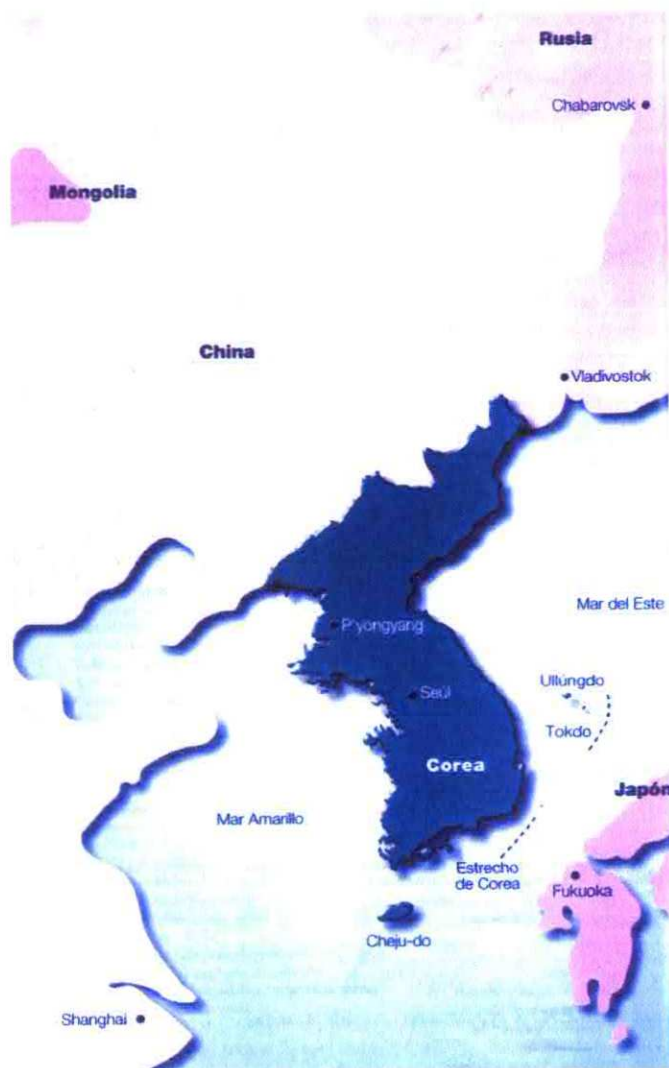 Rusia
Chabarovsk
Mongolia
China
Vladivostok
Mar del Este
P'yongyang
Ullúngdo
Seúl
Tokdo
Corea
Japón
Mar Amarillo
Estrecho
de Corea
Fukuoka
Cheju-do
Shanghai